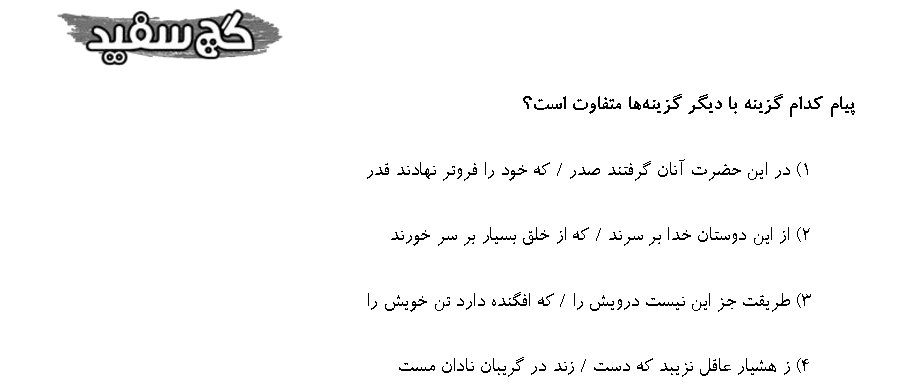 گچ سفید
پیام کدام گزینه با دیگر گزینه‌ها متفاوت است؟
۱) در این حضرت آنان گرفتند صدر / که خود را فروتر نهادند قدر
۲) از این دوستان خدا بر سرند / که از خلق بسیار بر سر خورند
۳) طریقت جز این نیست درویش را / که افگنده دارد تن خویش را
۴) ز هشیار عاقل نزیبد که دست / زند در گریبان نادان مست